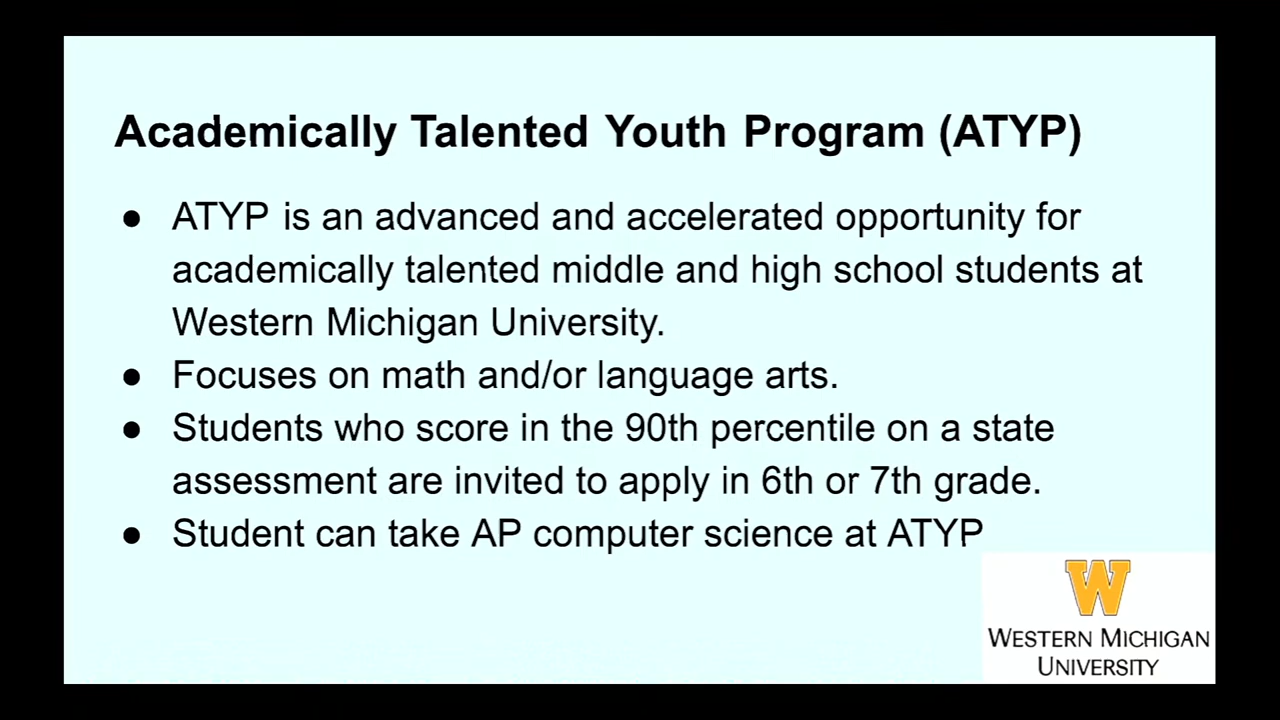 Academically Talented Youth Program (ATYP)
● ATYP is an advanced and accelerated opportunity for
academically talented middle and high school students at
Western Michigan University.
● Focuses on math and/or language arts.
● Students who score in the 90th percentile on a state
assessment are invited to apply in 6th or 7th grade.
● Student can take AP computer science at ATYP
W
WESTERN MICHIGAN
UNIVERSITY